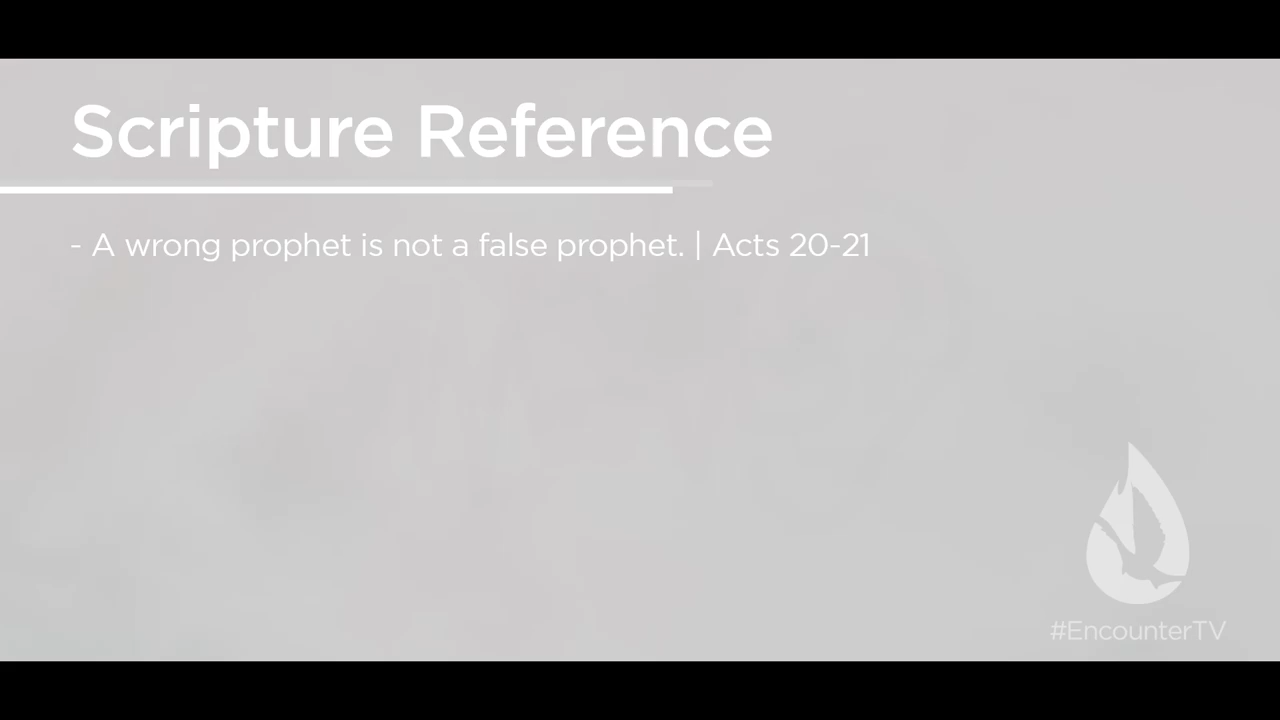 Scripture Reference
- A wrong prophet is not a false prophet. | Acts 20-21
#EncounterTV